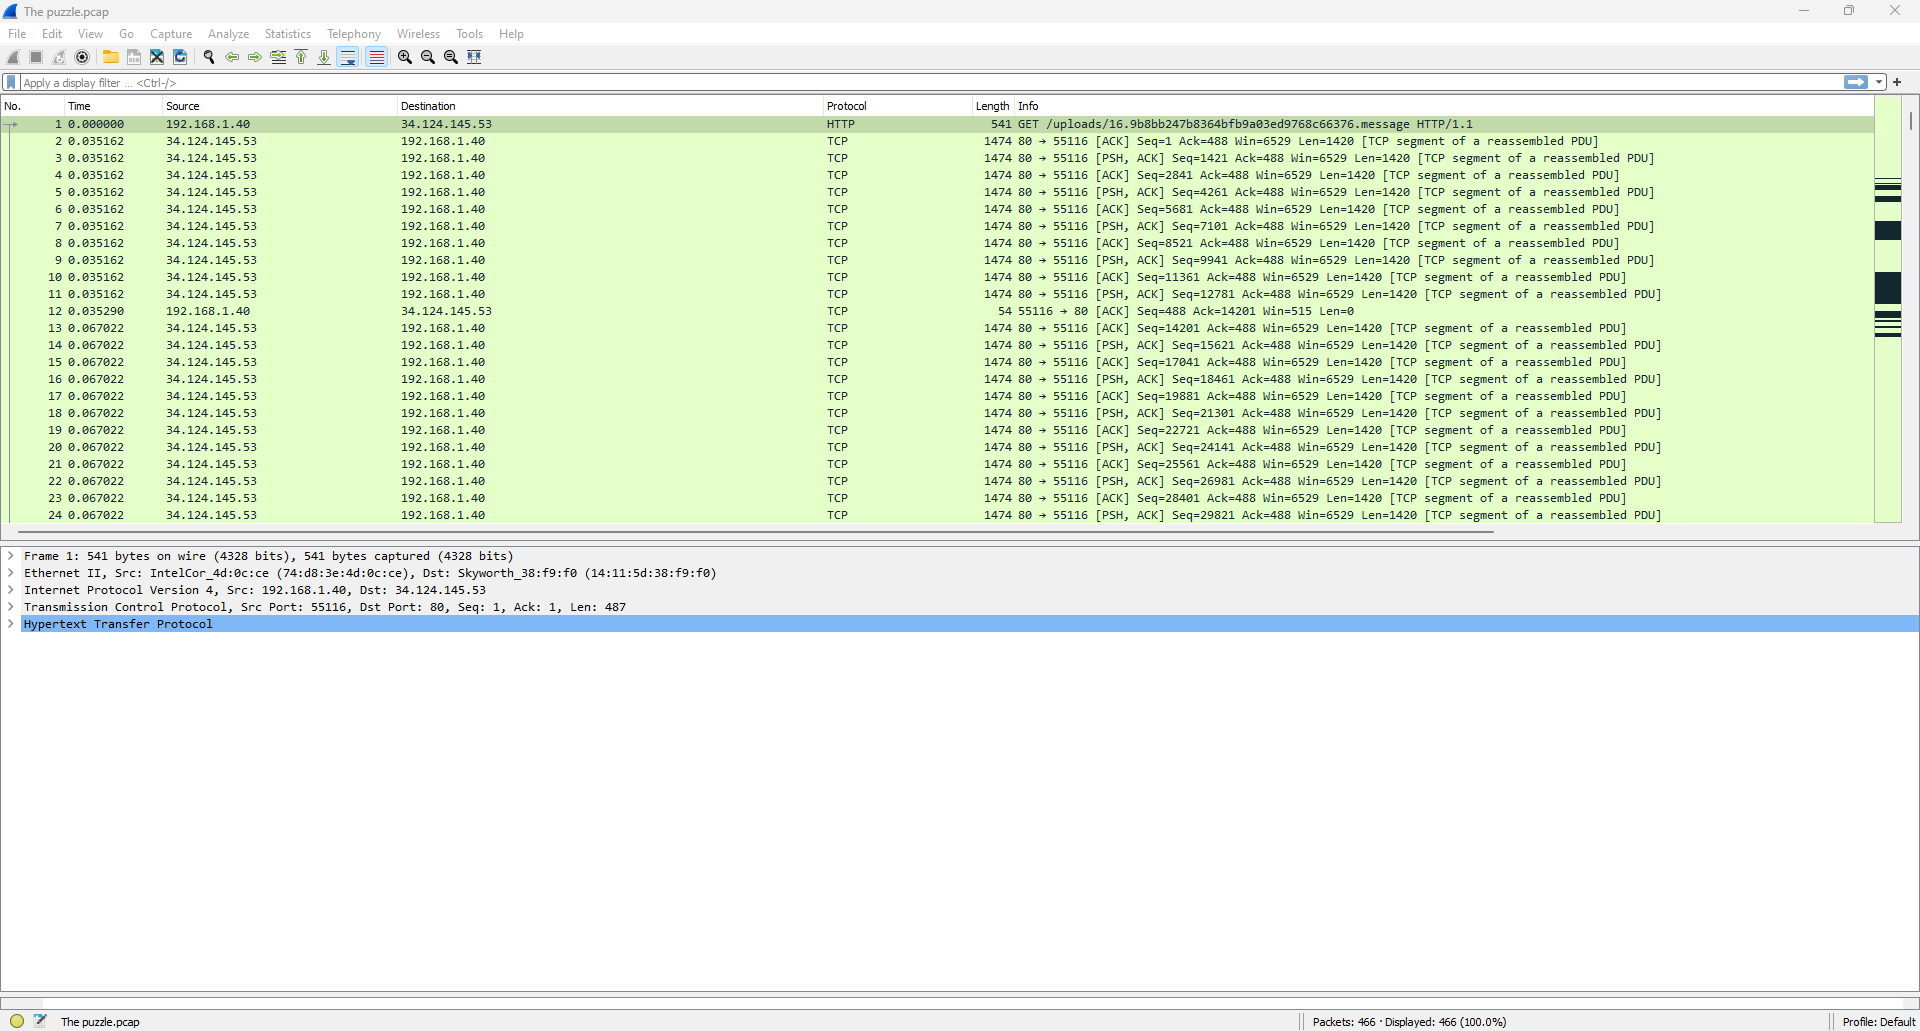 The puzzle.pcap
File Edit View Go Capture Analyze Statistics Telephony Wireless Tools Help
Apply a display filter ... <Ctrl-/>
No. Time Source Destination Protocol Length Info
1 0.000000 192.168.1.40 34.124.145.53 HTTP 541 GET /uploads/16.9b8bb247b8364bfb9a03ed9768c66376.message HTTP/1.1
2 0.035162 34.124.145.53 192.168.1.40 TCP 1474 80 → 55116 [ACK] Seq=1 Ack=488 Win=6529 Len=1420 [TCP segment of a reassembled PDU]
3 0.035162 34.124.145.53 192.168.1.40 TCP 1474 80 → 55116 [PSH, ACK] Seq=1421 Ack=488 Win=6529 Len=1420 [TCP segment of a reassembled PDU]
4 0.035162 34.124.145.53 192.168.1.40 TCP 1474 80 → 55116 [ACK] Seq=2841 Ack=488 Win=6529 Len=1420 [TCP segment of a reassembled PDU]
5 0.035162 34.124.145.53 192.168.1.40 TCP 1474 80 → 55116 [PSH, ACK] Seq=4261 Ack=488 Win=6529 Len=1420 [TCP segment of a reassembled PDU]
6 0.035162 34.124.145.53 192.168.1.40 TCP 1474 80 → 55116 [ACK] Seq=5681 Ack=488 Win=6529 Len=1420 [TCP segment of a reassembled PDU]
7 0.035162 34.124.145.53 192.168.1.40 TCP 1474 80 → 55116 [PSH, ACK] Seq=7101 Ack=488 Win=6529 Len=1420 [TCP segment of a reassembled PDU]
8 0.035162 34.124.145.53 192.168.1.40 TCP 1474 80 → 55116 [ACK] Seq=8521 Ack=488 Win=6529 Len=1420 [TCP segment of a reassembled PDU]
9 0.035162 34.124.145.53 192.168.1.40 TCP 1474 80 → 55116 [PSH, ACK] Seq=9941 Ack=488 Win=6529 Len=1420 [TCP segment of a reassembled PDU]
10 0.035162 34.124.145.53 192.168.1.40 TCP 1474 80 → 55116 [ACK] Seq=11361 Ack=488 Win=6529 Len=1420 [TCP segment of a reassembled PDU]
11 0.035162 34.124.145.53 192.168.1.40 TCP 1474 80 → 55116 [PSH, ACK] Seq=12781 Ack=488 Win=6529 Len=1420 [TCP segment of a reassembled PDU]
12 0.035290 192.168.1.40 34.124.145.53 TCP 54 55116 → 80 [ACK] Seq=488 Ack=14201 Win=515 Len=0
13 0.067022 34.124.145.53 192.168.1.40 TCP 1474 80 → 55116 [ACK] Seq=14201 Ack=488 Win=6529 Len=1420 [TCP segment of a reassembled PDU]
14 0.067022 34.124.145.53 192.168.1.40 TCP 1474 80 → 55116 [PSH, ACK] Seq=15621 Ack=488 Win=6529 Len=1420 [TCP segment of a reassembled PDU]
15 0.067022 34.124.145.53 192.168.1.40 TCP 1474 80 → 55116 [ACK] Seq=17041 Ack=488 Win=6529 Len=1420 [TCP segment of a reassembled PDU]
16 0.067022 34.124.145.53 192.168.1.40 TCP 1474 80 → 55116 [PSH, ACK] Seq=18461 Ack=488 Win=6529 Len=1420 [TCP segment of a reassembled PDU]
17 0.067022 34.124.145.53 192.168.1.40 TCP 1474 80 → 55116 [ACK] Seq=19881 Ack=488 Win=6529 Len=1420 [TCP segment of a reassembled PDU]
18 0.067022 34.124.145.53 192.168.1.40 TCP 1474 80 → 55116 [PSH, ACK] Seq=21301 Ack=488 Win=6529 Len=1420 [TCP segment of a reassembled PDU]
19 0.067022 34.124.145.53 192.168.1.40 TCP 1474 80 → 55116 [ACK] Seq=22721 Ack=488 Win=6529 Len=1420 [TCP segment of a reassembled PDU]
20 0.067022 34.124.145.53 192.168.1.40 TCP 1474 80 → 55116 [PSH, ACK] Seq=24141 Ack=488 Win=6529 Len=1420 [TCP segment of a reassembled PDU]
21 0.067022 34.124.145.53 192.168.1.40 TCP 1474 80 → 55116 [ACK] Seq=25561 Ack=488 Win=6529 Len=1420 [TCP segment of a reassembled PDU]
22 0.067022 34.124.145.53 192.168.1.40 TCP 1474 80 → 55116 [PSH, ACK] Seq=26981 Ack=488 Win=6529 Len=1420 [TCP segment of a reassembled PDU]
23 0.067022 34.124.145.53 192.168.1.40 TCP 1474 80 → 55116 [ACK] Seq=28401 Ack=488 Win=6529 Len=1420 [TCP segment of a reassembled PDU]
24 0.067022 34.124.145.53 192.168.1.40 TCP 1474 80 → 55116 [PSH, ACK] Seq=29821 Ack=488 Win=6529 Len=1420 [TCP segment of a reassembled PDU]
Frame 1: 541 bytes on wire (4328 bits), 541 bytes captured (4328 bits)
Ethernet II, Src: IntelCor_4d:0c:ce (74:d8:3e:4d:0c:ce), Dst: Skyworth_38:f9:f0 (14:11:5d:38:f9:f0)
Internet Protocol Version 4, Src: 192.168.1.40, Dst: 34.124.145.53
Transmission Control Protocol, Src Port: 55116, Dst Port: 80, Seq: 1, Ack: 1, Len: 487
Hypertext Transfer Protocol
The puzzle.pcap
Packets: 466 · Displayed: 466 (100.0%)
Profile: Default